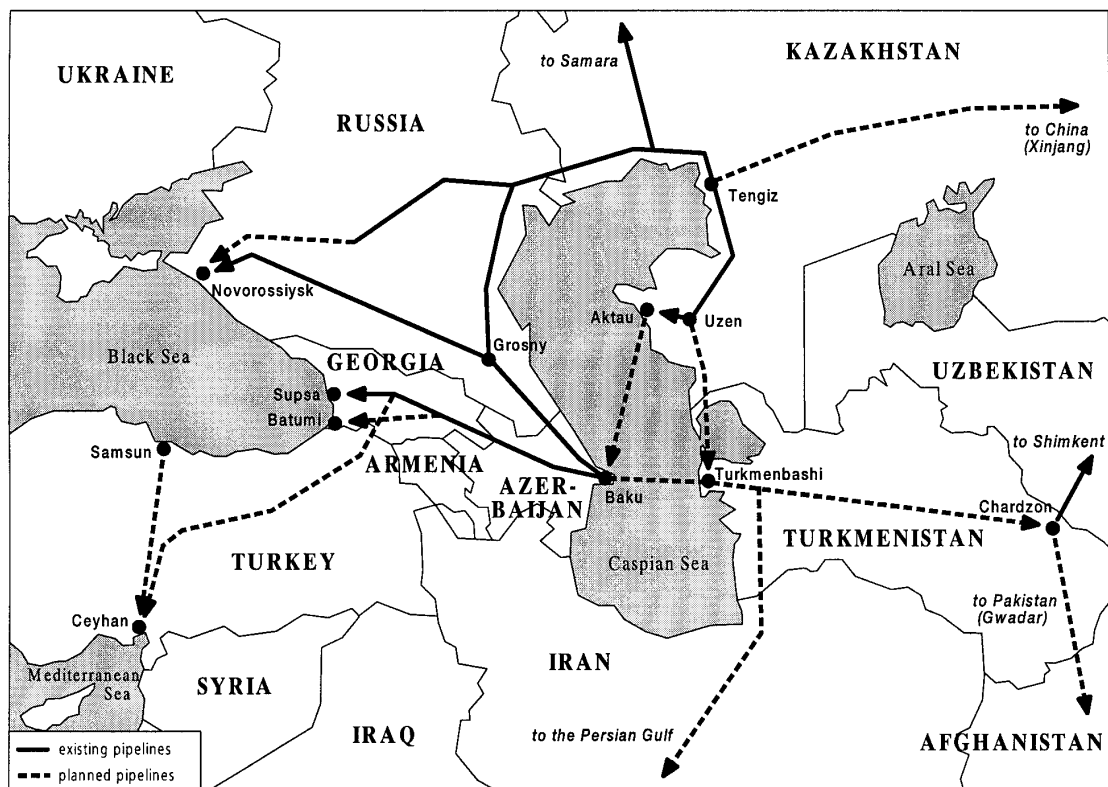 KAZAKHSTAN
to Samara
UKRAINE
RUSSIA
to China
(Xinjang)
Tengiz
Aral Sea
Novorossiysk
Aktau
Uzen
Black Sea
Grosny
GEORGIA
UZBEKISTAN
Supsa
Batumi
to Shimkent
Samsun
ARMENIA
Turkmenbashi
AZER-
BAIJAN
Baku
Chardzon
TURKMENISTAN
TURKEY
Caspian Sea
to Pakistan
(Gwadar)
Ceyhan
IRAN
Mediterranean
Sea
SYRIA
IRAQ
to the Persian Gulf
AFGHANISTAN
existing pipelines
planned pipelines